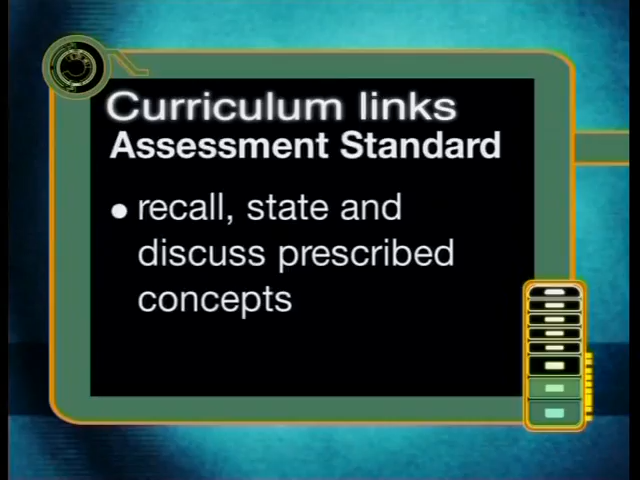 Curriculum links
Assessment Standard
• recall, state and
discuss prescribed
concepts